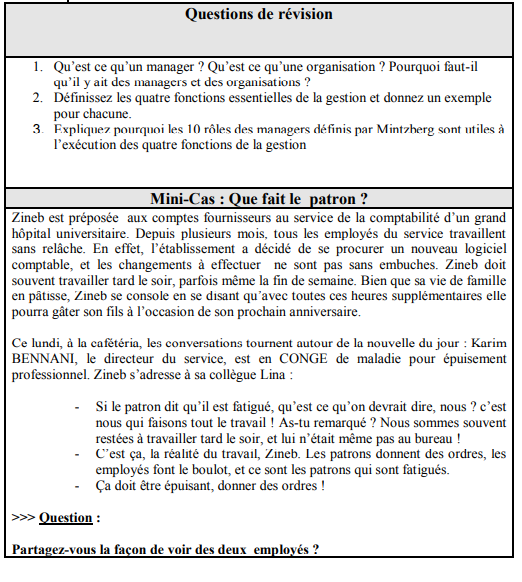 Questions de révision
1. Qu'est ce qu'un manager ? Qu'est ce qu'une organisation ? Pourquoi faut-il
qu'il y ait des managers et des organisations ?
2. Définissez les quatre fonctions essentielles de la gestion et donnez un exemple
pour chacune.
3. Expliquez pourquoi les 10 rôles des managers définis par Mintzberg sont utiles à
l'exécution des quatre fonctions de la gestion
Mini-Cas : Que fait le patron ?
Zineb est préposée aux comptes fournisseurs au service de la comptabilité d'un grand
hôpital universitaire. Depuis plusieurs mois, tous les employés du service travaillent
sans relâche. En effet, l'établissement a décidé de se procurer un nouveau logiciel
comptable, et les changements à effectuer ne sont pas sans embuches. Zineb doit
souvent travailler tard le soir, parfois même la fin de semaine. Bien que sa vie de famille
en pâtisse, Zineb se console en se disant qu'avec toutes ces heures supplémentaires elle
pourra gâter son fils à l'occasion de son prochain anniversaire.
Ce lundi, à la cafétéria, les conversations tournent autour de la nouvelle du jour : Karim
BENNANI, le directeur du service, est en CONGE de maladie pour épuisement
professionnel. Zineb s'adresse à sa collègue Lina :
- Si le patron dit qu'il est fatigué, qu'est ce qu'on devrait dire, nous ? c'est
nous qui faisons tout le travail ! As-tu remarqué ? Nous sommes souvent
restées à travailler tard le soir, et lui n'était même pas au bureau !
- C'est ça, la réalité du travail, Zineb. Les patrons donnent des ordres, les
employés font le boulot, et ce sont les patrons qui sont fatigués.
- Ça doit être épuisant, donner des ordres !
>>> Question :
Partagez-vous la façon de voir des deux employés ?